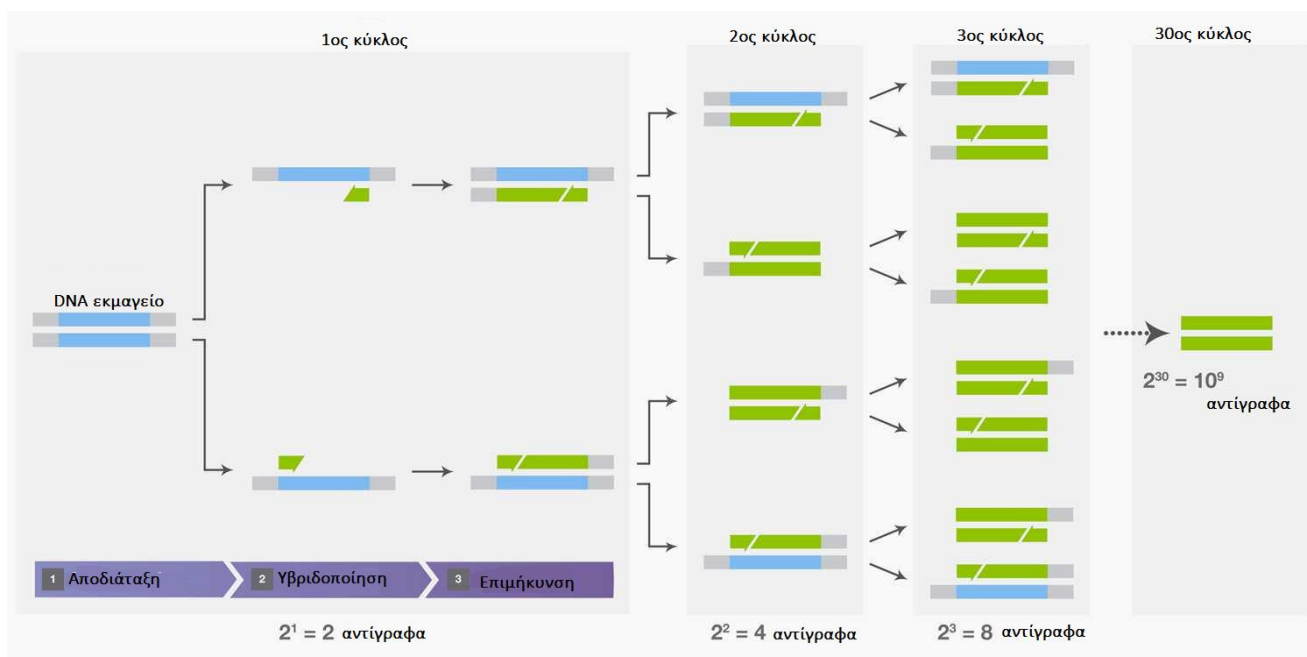 1ος κύκλος
2ος κύκλος
3ος κύκλος
30ος κύκλος
DNA εκμαγείο
2³⁰ = 10⁹
αντίγραφα
1 Αποδιάταξη
2 Υβριδοποίηση
3 Επιμήκυνση
2¹ = 2 αντίγραφα
2² = 4 αντίγραφα
2³ = 8 αντίγραφα